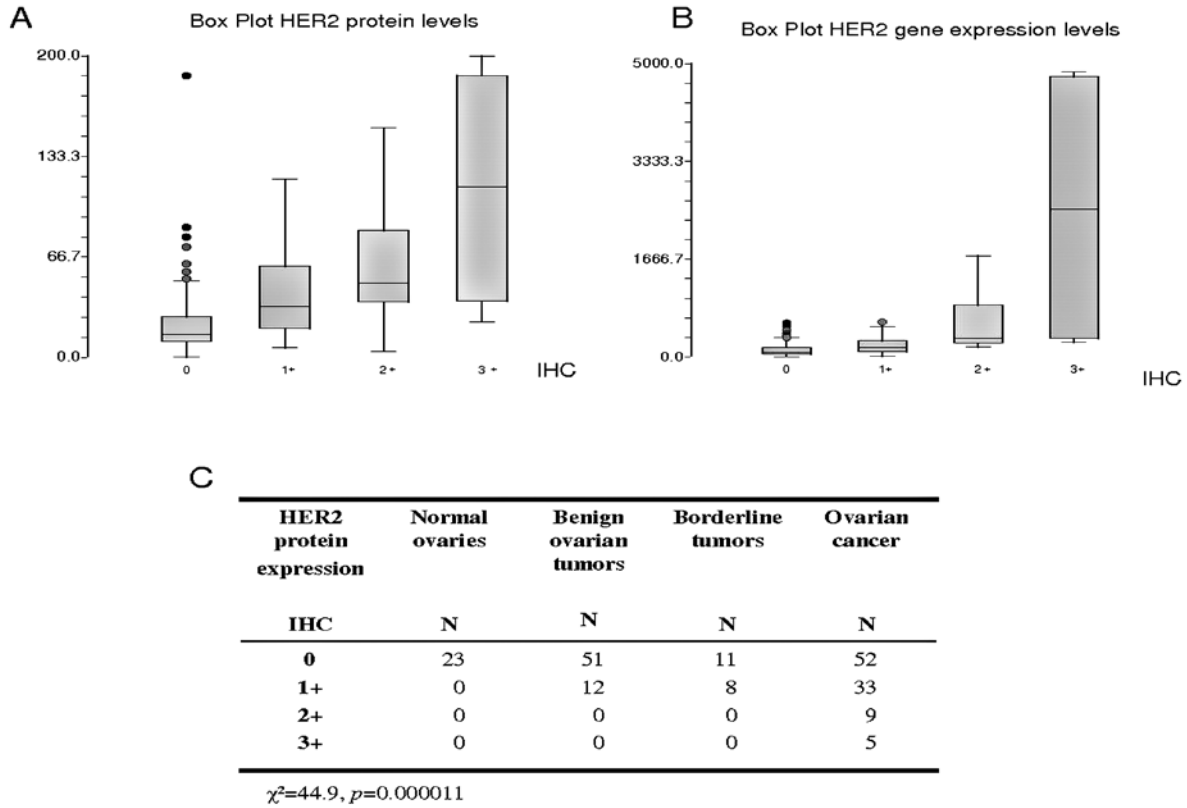 A
Box Plot HER2 protein levels
200.0
133.3
66.7
0.0
0 1+ 2+ 3 + IHC
B
Box Plot HER2 gene expression levels
5000.0
3333.3
1666.7
0.0
0 1+ 2+ 3+
IHC
C
HER2 protein expression Normal ovaries Benign ovarian tumors Borderline tumors Ovarian cancer
IHC N N N N
0 23 51 11 52
1+ 0 12 8 33
2+ 0 0 0 9
3+ 0 0 0 5
χ²=44.9, p=0.000011